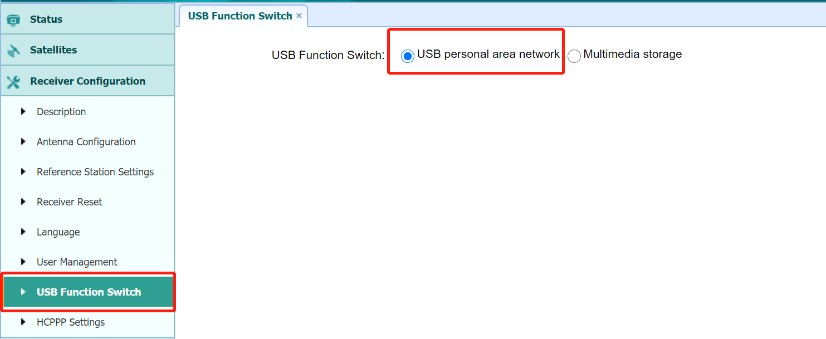 Status
Satellites
Receiver Configuration
Description
Antenna Configuration
Reference Station Settings
Receiver Reset
Language
User Management
USB Function Switch
HCPPP Settings
USB Function Switch ×
USB Function Switch: USB personal area network Multimedia storage